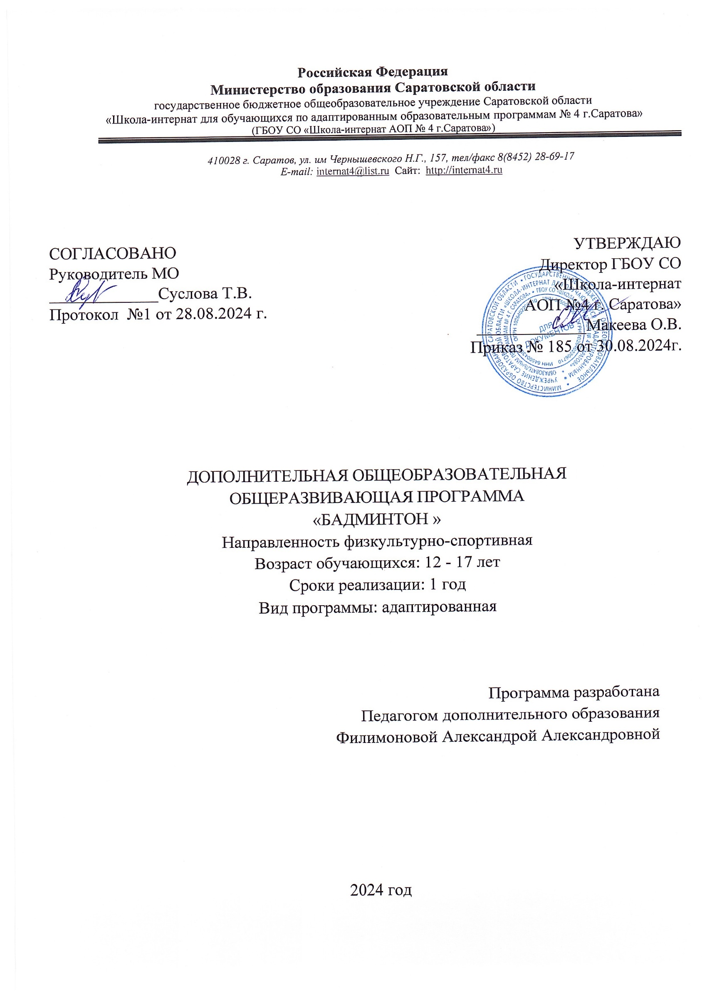 Российская Федерация
Министерство образования Саратовской области
государственное бюджетное общеобразовательное учреждение Саратовской области
«Школа-интернат для обучающихся по адаптированным образовательным программам № 4 г.Саратова»
(ГБОУ СО «Школа-интернат АОП № 4 г.Саратова»)
410028 г. Саратов, ул. им Чернышевского Н.Г., 157, тел/факс 8(8452) 28-69-17
E-mail: internat4@list.ru Сайт: http://internat4.ru
СОГЛАСОВАНО
Руководитель МО
_____________Суслова Т.В.
Протокол №1 от 28.08.2024 г.
УТВЕРЖДАЮ
Директор ГБОУ СО
«Школа-интернат
АОП №4 г. Саратова»
_____________Макеева О.В.
Приказ № 185 от 30.08.2024г.
ДЛЯ
ДОКУМЕНТОВ
ДОПОЛНИТЕЛЬНАЯ ОБЩЕОБРАЗОВАТЕЛЬНАЯ
ОБЩЕРАЗВИВАЮЩАЯ ПРОГРАММА
«БАДМИНТОН »
Направленность физкультурно-спортивная
Возраст обучающихся: 12 - 17 лет
Сроки реализации: 1 год
Вид программы: адаптированная
Программа разработана
Педагогом дополнительного образования
Филимоновой Александрой Александровной
2024 год